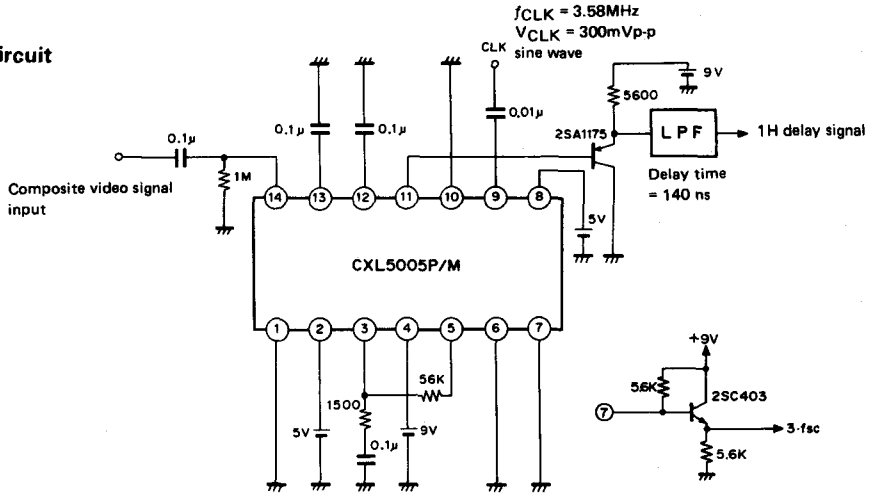 ircuit
fCLK = 3.58MHz
VCLK = 300mVp-p
sine wave
CLK
9V
5600
0.01μ
0.1μ
0.1μ
2SA1175
LPF
1H delay signal
0.1μ
1M
Composite video signal
input
Delay time
= 140 ns
14
13
12
11
10
9
8
5V
CXL5005P/M
1
2
3
4
5
6
7
56K
1500
5V
0.1μ
9V
+9V
5.6K
2SC403
7
3·fsc
5.6K